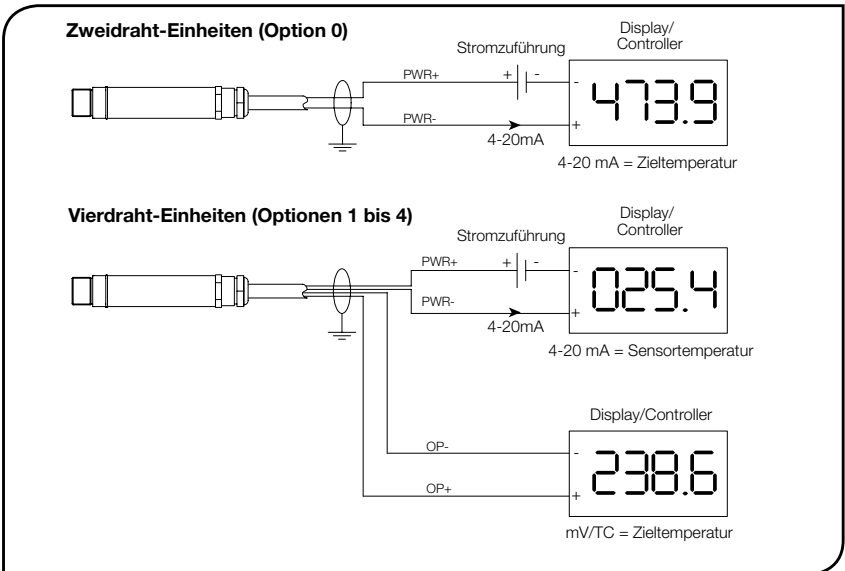 Zweidraht-Einheiten (Option 0)
Display/
Controller
Stromzuführung
PWR+
+ -
-
473.9
PWR-
+
4-20mA
4-20 mA = Zieltemperatur
Vierdraht-Einheiten (Optionen 1 bis 4)
Display/
Controller
Stromzuführung
PWR+
+ -
-
025.4
PWR-
+
4-20mA
4-20 mA = Sensortemperatur
Display/Controller
OP-
-
238.6
OP+
+
mV/TC = Zieltemperatur